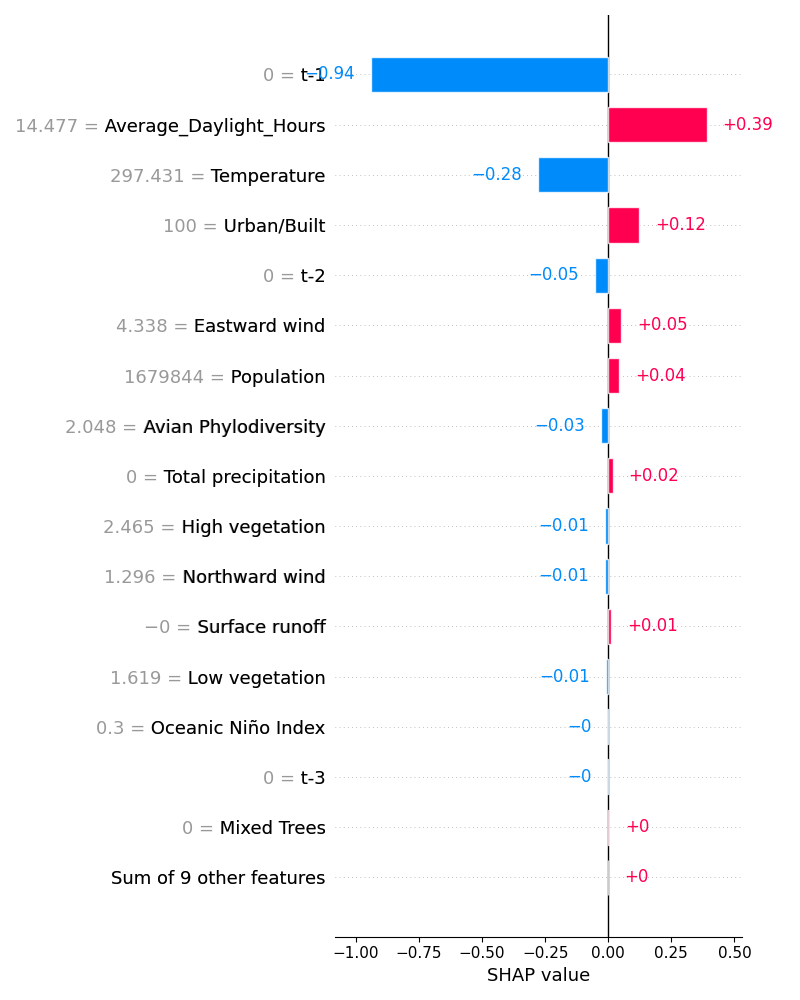 0 = t-1 −0.94
14.477 = Average_Daylight_Hours +0.39
297.431 = Temperature −0.28
100 = Urban/Built +0.12
0 = t-2 −0.05
4.338 = Eastward wind +0.05
1679844 = Population +0.04
2.048 = Avian Phylodiversity −0.03
0 = Total precipitation +0.02
2.465 = High vegetation −0.01
1.296 = Northward wind −0.01
−0 = Surface runoff +0.01
1.619 = Low vegetation −0.01
0.3 = Oceanic Niño Index −0
0 = t-3 −0
0 = Mixed Trees +0
Sum of 9 other features +0
−1.00 −0.75 −0.50 −0.25 0.00 0.25 0.50
SHAP value